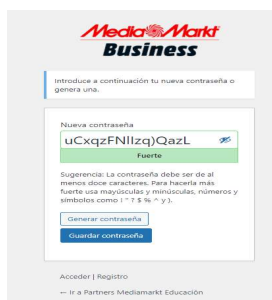 MediaMarkt
Business
Introduce a continuación tu nueva contraseña o
genera una.
Nueva contraseña
uCxqzFNlIzq)QazL
Fuerte
Sugerencia: La contraseña debe ser de al
menos doce caracteres. Para hacerla más
fuerte usa mayúsculas y minúsculas, números y
símbolos como ! " ? $ % ^ y ).
Generar contraseña
Guardar contraseña
Acceder | Registro
← Ir a Partners Mediamarkt Educación